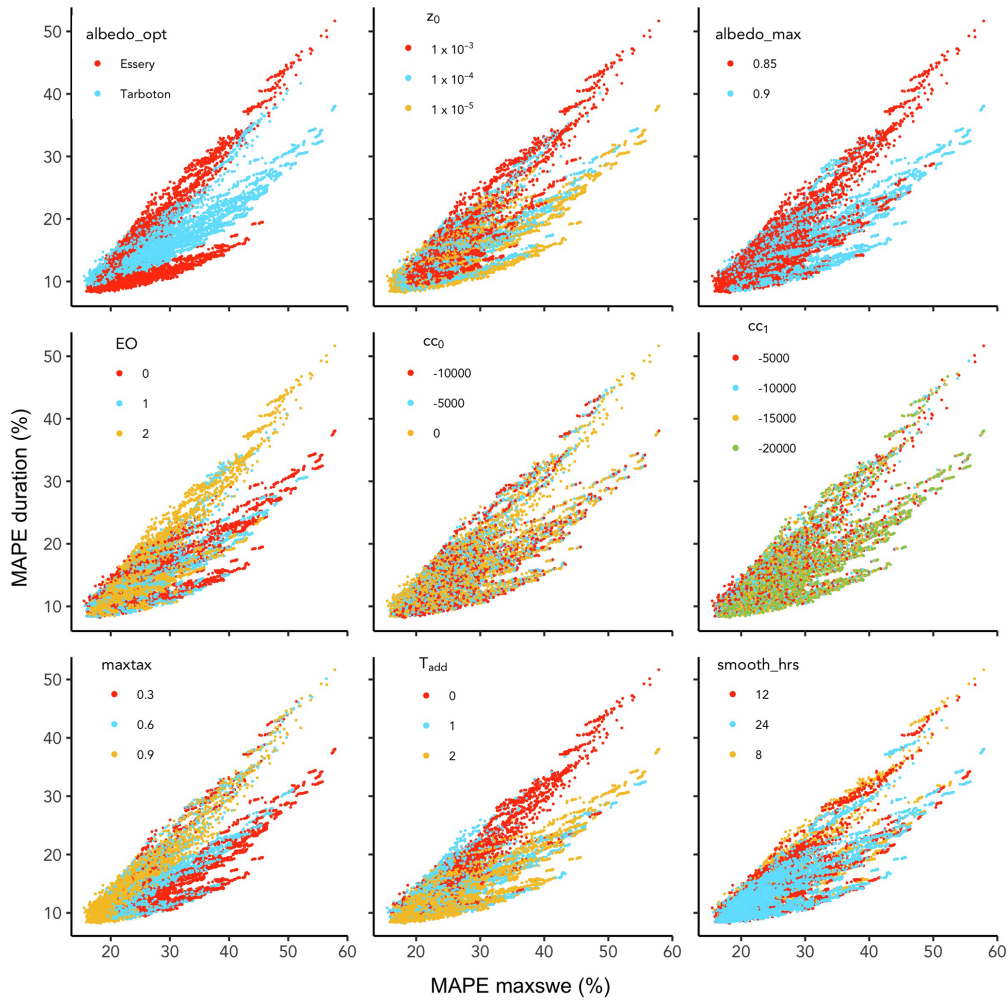 albedo_opt
Essery
Tarboton
z₀
1 x 10⁻³
1 x 10⁻⁴
1 x 10⁻⁵
albedo_max
0.85
0.9
50
40
30
20
10
EO
0
1
2
cc₀
-10000
-5000
0
cc₁
-5000
-10000
-15000
-20000
50
40
30
20
10
MAPE duration (%)
maxtax
0.3
0.6
0.9
T_add
0
1
2
smooth_hrs
12
24
8
50
40
30
20
10
20 30 40 50 60 20 30 40 50 60 20 30 40 50 60
MAPE maxswe (%)